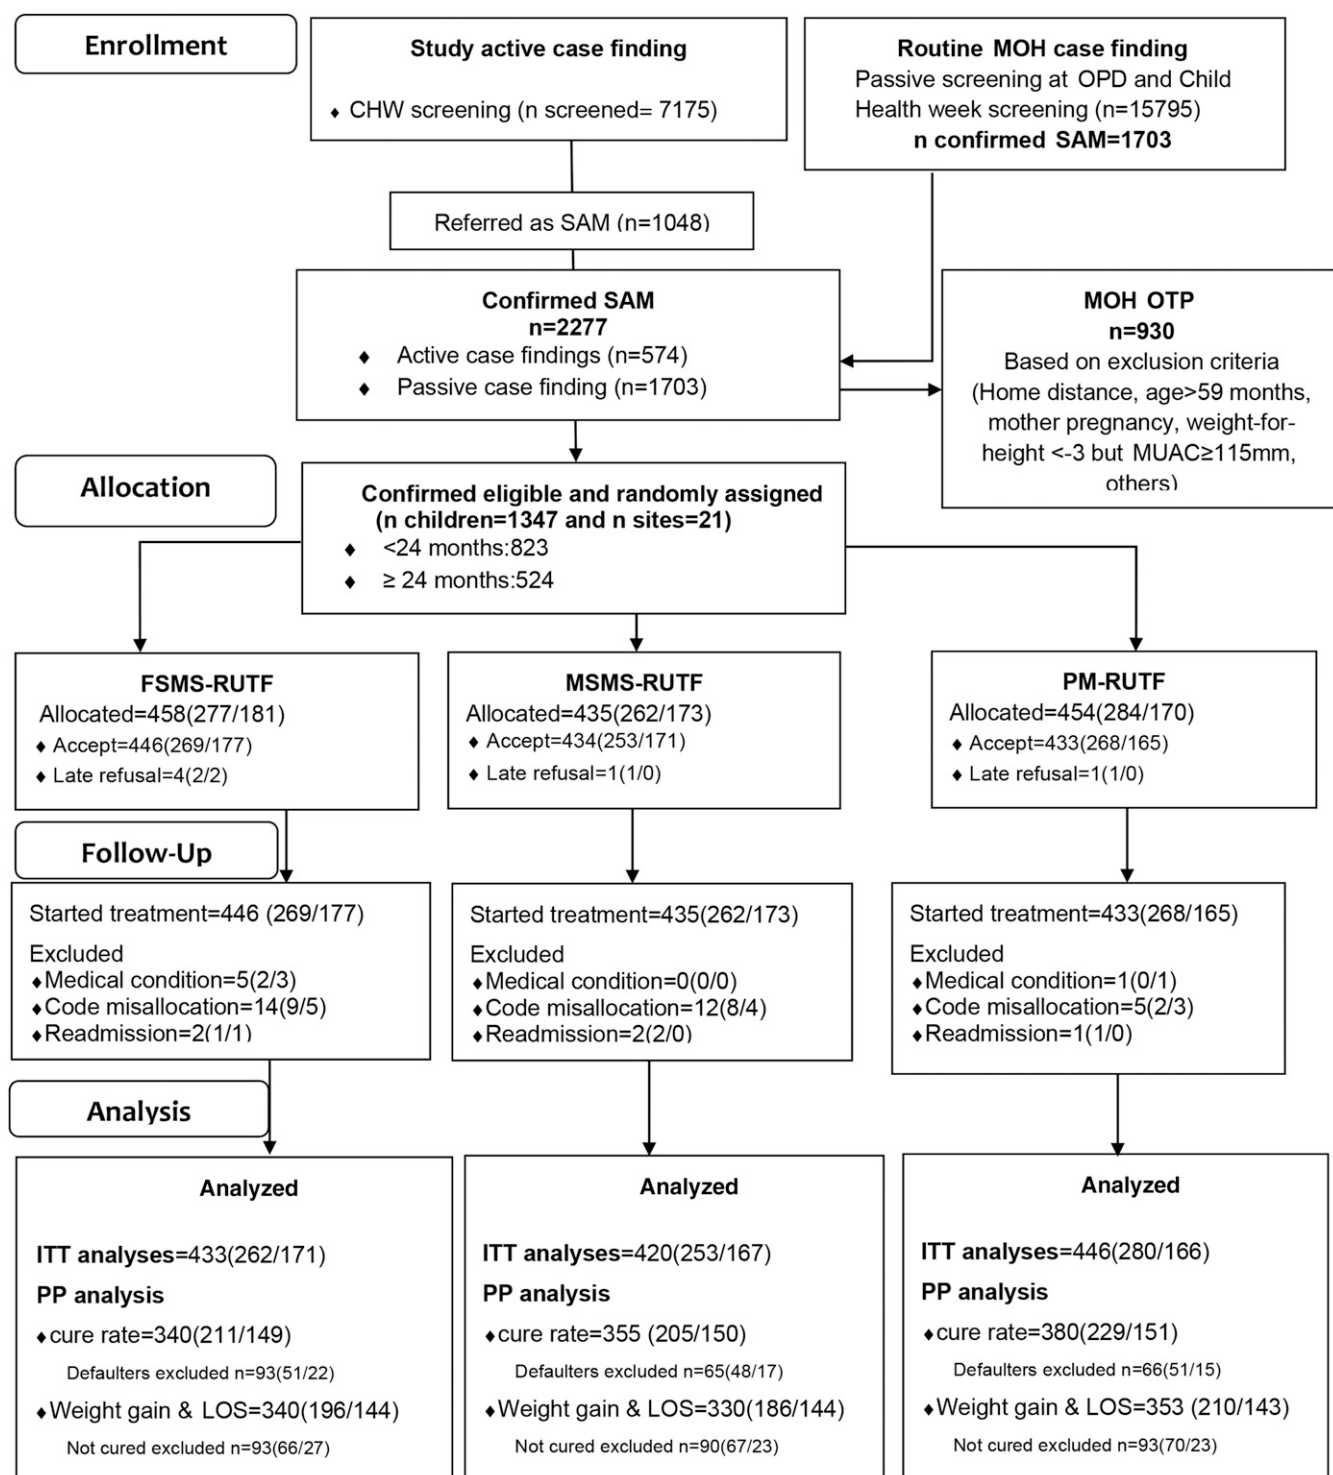 Enrollment
Study active case finding
♦ CHW screening (n screened= 7175)
Routine MOH case finding
Passive screening at OPD and Child
Health week screening (n=15795)
n confirmed SAM=1703
Referred as SAM (n=1048)
Confirmed SAM
n=2277
♦ Active case findings (n=574)
♦ Passive case finding (n=1703)
MOH OTP
n=930
Based on exclusion criteria
(Home distance, age>59 months,
mother pregnancy, weight-for-
height <-3 but MUAC≥115mm,
others)
Allocation
Confirmed eligible and randomly assigned
(n children=1347 and n sites=21)
♦ <24 months:823
♦ ≥ 24 months:524
FSMS-RUTF
Allocated=458(277/181)
♦ Accept=446(269/177)
♦ Late refusal=4(2/2)
MSMS-RUTF
Allocated=435(262/173)
♦ Accept=434(253/171)
♦ Late refusal=1(1/0)
PM-RUTF
Allocated=454(284/170)
♦ Accept=433(268/165)
♦ Late refusal=1(1/0)
Follow-Up
Started treatment=446 (269/177)
Excluded
♦Medical condition=5(2/3)
♦Code misallocation=14(9/5)
♦Readmission=2(1/1)
Started treatment=435(262/173)
Excluded
♦Medical condition=0(0/0)
♦Code misallocation=12(8/4)
♦Readmission=2(2/0)
Started treatment=433(268/165)
Excluded
♦Medical condition=1(0/1)
♦Code misallocation=5(2/3)
♦Readmission=1(1/0)
Analysis
Analyzed
ITT analyses=433(262/171)
PP analysis
♦cure rate=340(211/149)
Defaulters excluded n=93(51/22)
♦Weight gain & LOS=340(196/144)
Not cured excluded n=93(66/27)
Analyzed
ITT analyses=420(253/167)
PP analysis
♦cure rate=355 (205/150)
Defaulters excluded n=65(48/17)
♦Weight gain & LOS=330(186/144)
Not cured excluded n=90(67/23)
Analyzed
ITT analyses=446(280/166)
PP analysis
♦cure rate=380(229/151)
Defaulters excluded n=66(51/15)
♦Weight gain & LOS=353 (210/143)
Not cured excluded n=93(70/23)